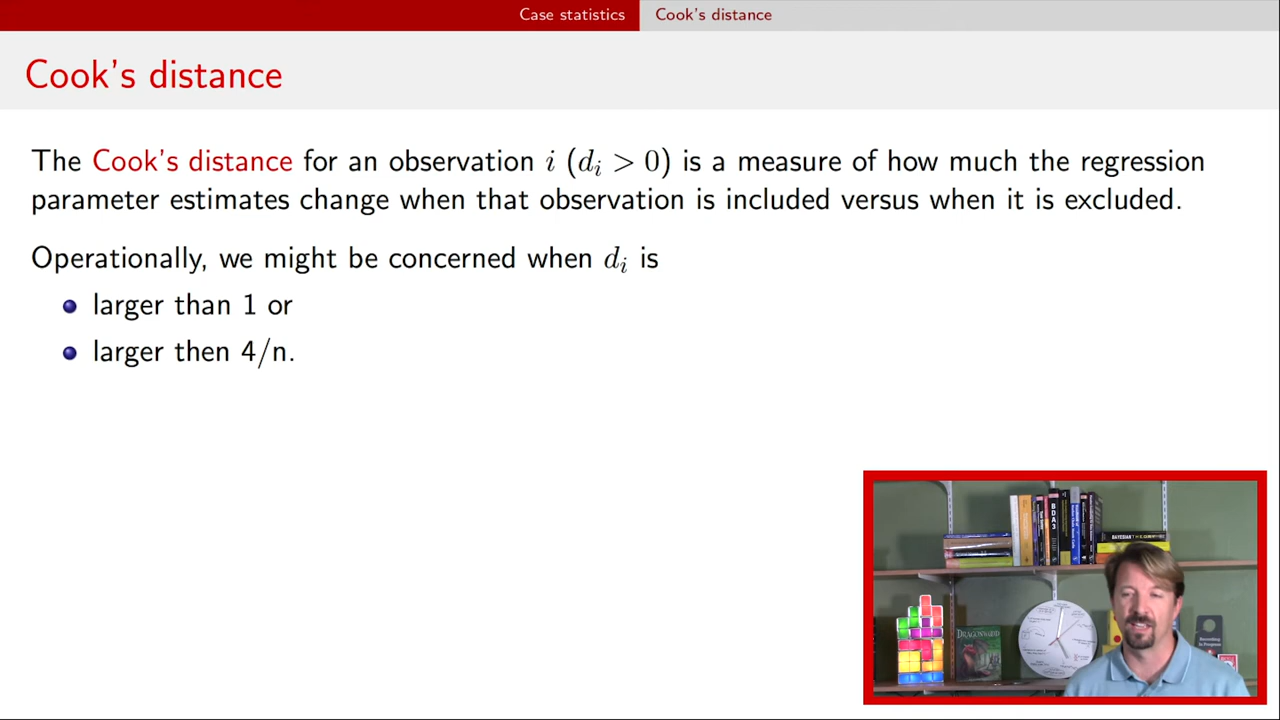 Case statistics Cook's distance
Cook's distance
The Cook's distance for an observation i (d_i > 0) is a measure of how much the regression
parameter estimates change when that observation is included versus when it is excluded.
Operationally, we might be concerned when d_i is
larger than 1 or
larger then 4/n.
BDA3
DRAGONWOOD